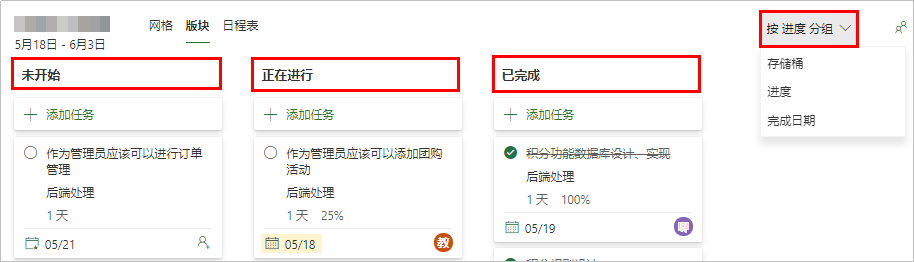 网格 版块 日程表
按 进度 分组
5月18日 - 6月3日
存储桶
进度
完成日期
未开始
添加任务
作为管理员应该可以进行订单
管理
后端处理
1 天
05/21
正在进行
添加任务
作为管理员应该可以添加团购
活动
后端处理
1 天 25%
05/18
教
已完成
添加任务
积分功能数据库设计、实现
后端处理
1 天 100%
05/19
聊